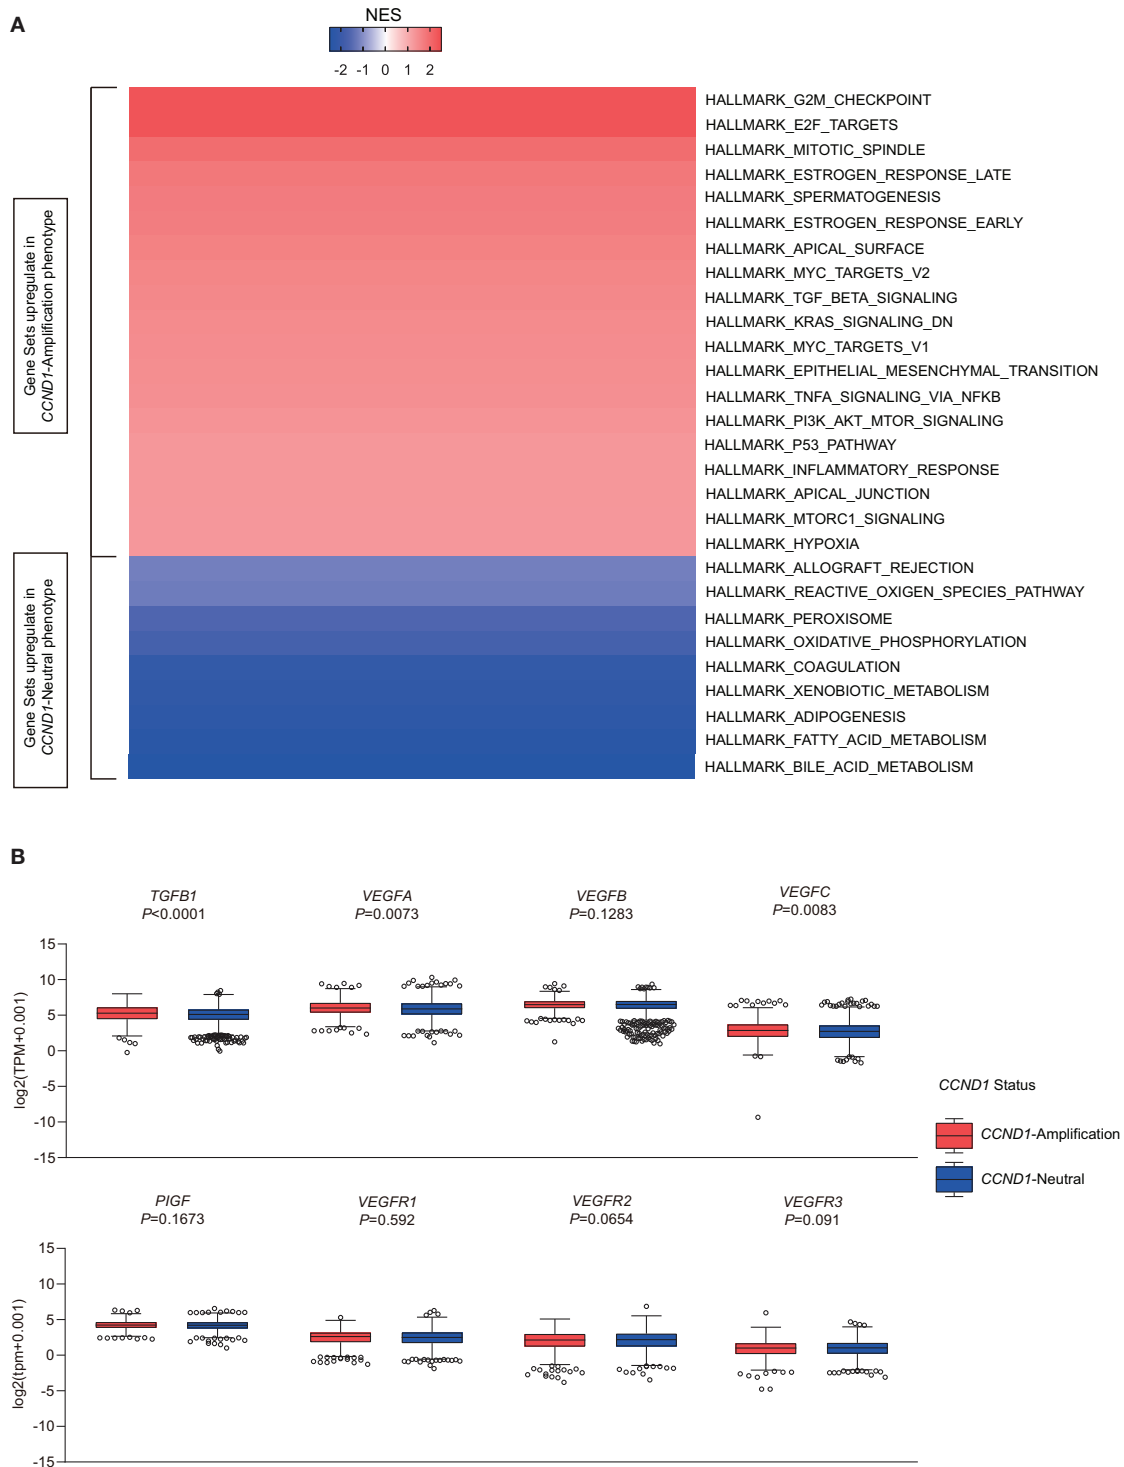 A
NES
-2 -1 0 1 2
Gene Sets upregulate in
CCND1-Amplification phenotype
HALLMARK_G2M_CHECKPOINT
HALLMARK_E2F_TARGETS
HALLMARK_MITOTIC_SPINDLE
HALLMARK_ESTROGEN_RESPONSE_LATE
HALLMARK_SPERMATOGENESIS
HALLMARK_ESTROGEN_RESPONSE_EARLY
HALLMARK_APICAL_SURFACE
HALLMARK_MYC_TARGETS_V2
HALLMARK_TGF_BETA_SIGNALING
HALLMARK_KRAS_SIGNALING_DN
HALLMARK_MYC_TARGETS_V1
HALLMARK_EPITHELIAL_MESENCHYMAL_TRANSITION
HALLMARK_TNFA_SIGNALING_VIA_NFKB
HALLMARK_PI3K_AKT_MTOR_SIGNALING
HALLMARK_P53_PATHWAY
HALLMARK_INFLAMMATORY_RESPONSE
HALLMARK_APICAL_JUNCTION
HALLMARK_MTORC1_SIGNALING
HALLMARK_HYPOXIA
Gene Sets upregulate in
CCND1-Neutral phenotype
HALLMARK_ALLOGRAFT_REJECTION
HALLMARK_REACTIVE_OXIGEN_SPECIES_PATHWAY
HALLMARK_PEROXISOME
HALLMARK_OXIDATIVE_PHOSPHORYLATION
HALLMARK_COAGULATION
HALLMARK_XENOBIOTIC_METABOLISM
HALLMARK_ADIPOGENESIS
HALLMARK_FATTY_ACID_METABOLISM
HALLMARK_BILE_ACID_METABOLISM
B
TGFB1
P<0.0001
VEGFA
P=0.0073
VEGFB
P=0.1283
VEGFC
P=0.0083
log2(TPM+0.001)
15
10
5
0
-5
-10
-15
CCND1 Status
CCND1-Amplification
CCND1-Neutral
PIGF
P=0.1673
VEGFR1
P=0.592
VEGFR2
P=0.0654
VEGFR3
P=0.091
log2(tpm+0.001)
15
10
5
0
-5
-10
-15